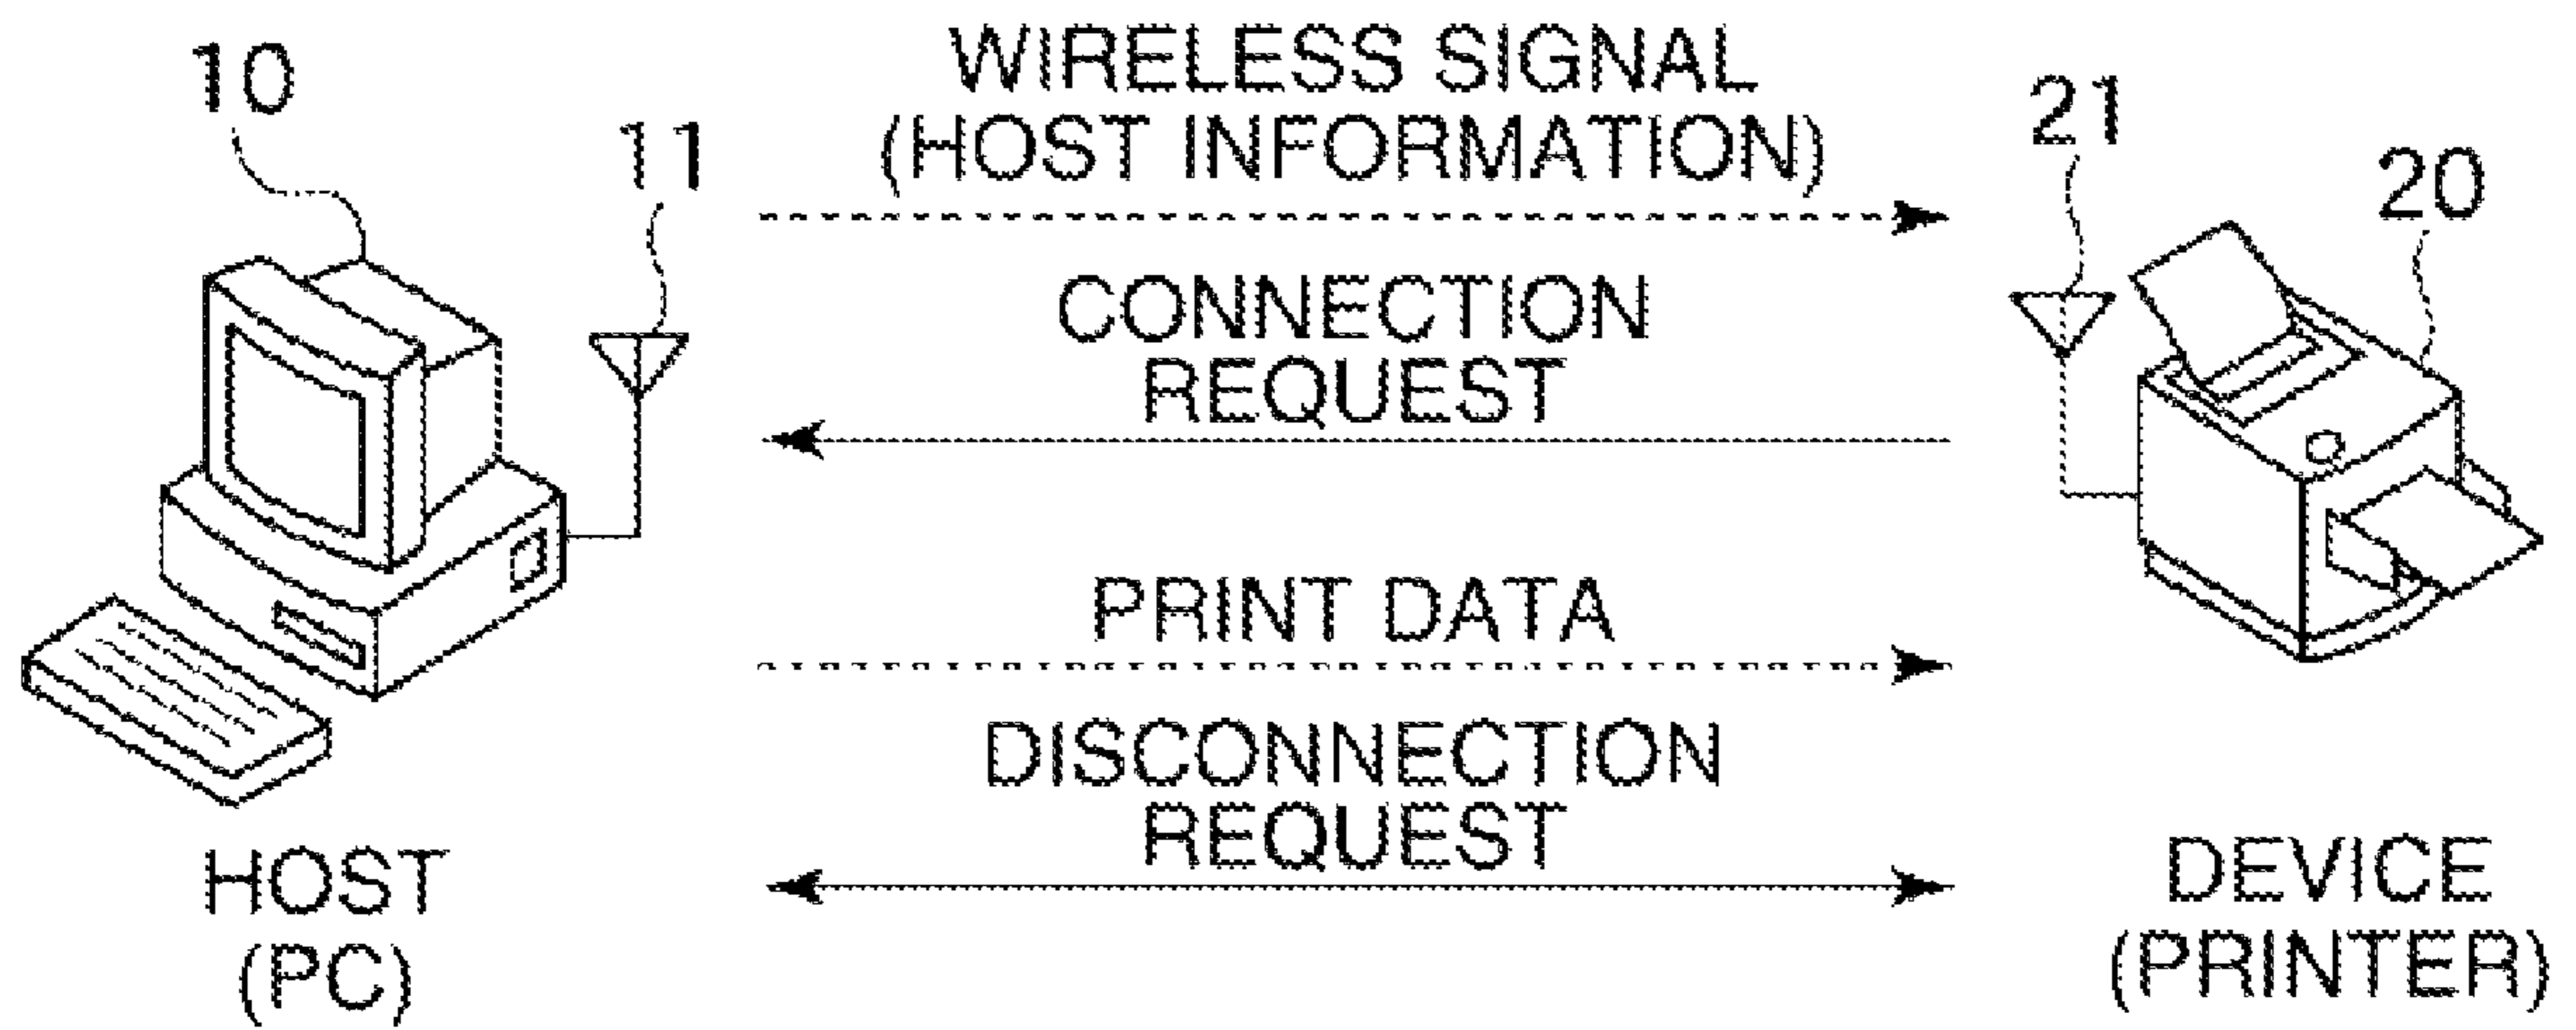 10
11
WIRELESS SIGNAL
(HOST INFORMATION)
21
20
CONNECTION
REQUEST
PRINT DATA
DISCONNECTION
REQUEST
HOST
(PC)
DEVICE
(PRINTER)